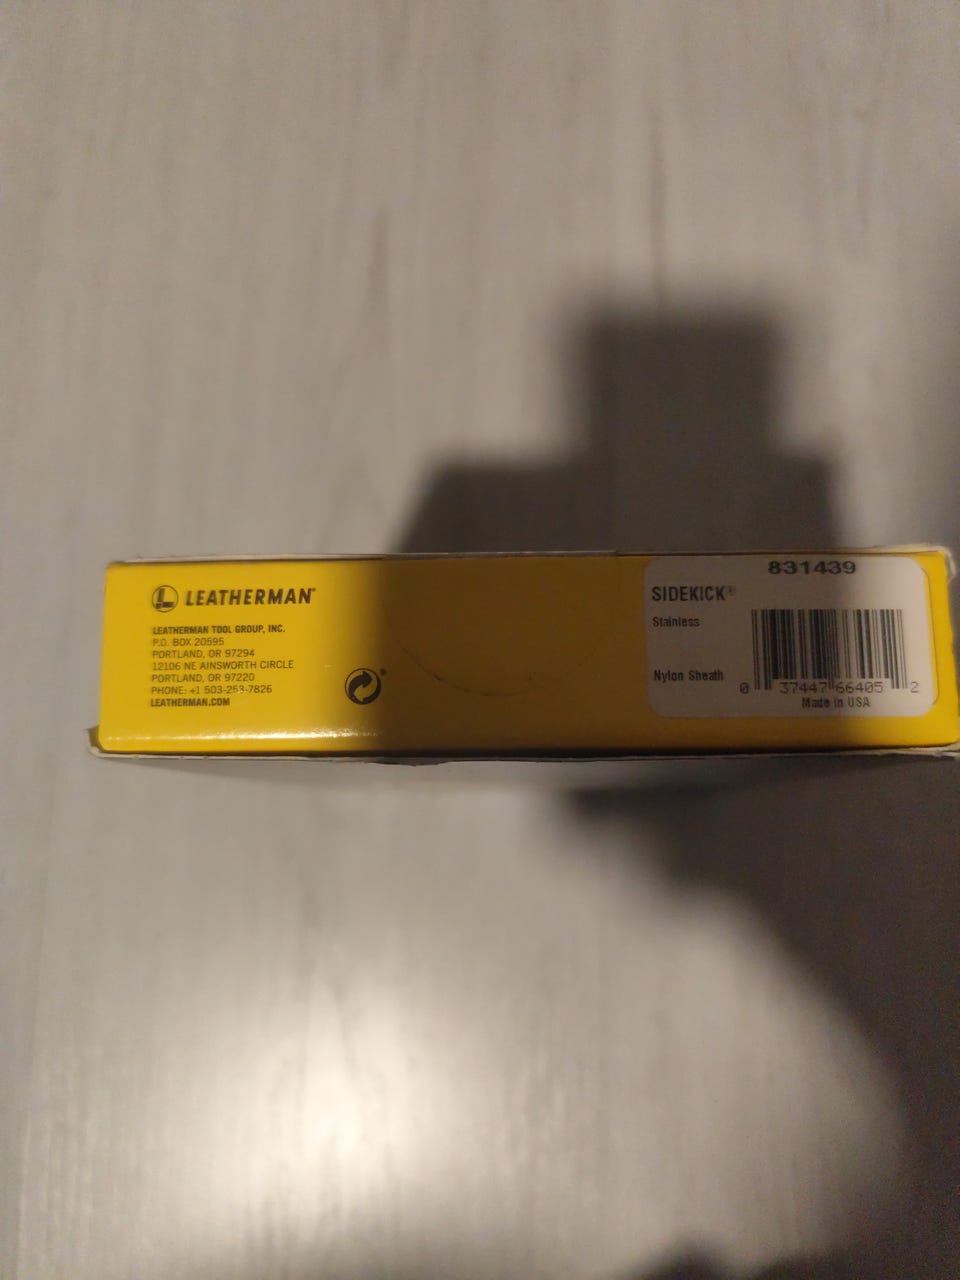 LEATHERMAN
LEATHERMAN TOOL GROUP, INC.
P.O. BOX 20595
PORTLAND, OR 97294
12106 NE AINSWORTH CIRCLE
PORTLAND, OR 97220
PHONE: +1 503-253-7826
LEATHERMAN.COM
831439
SIDEKICK®
Stainless
Nylon Sheath
0 37447 66405 2
Made in USA